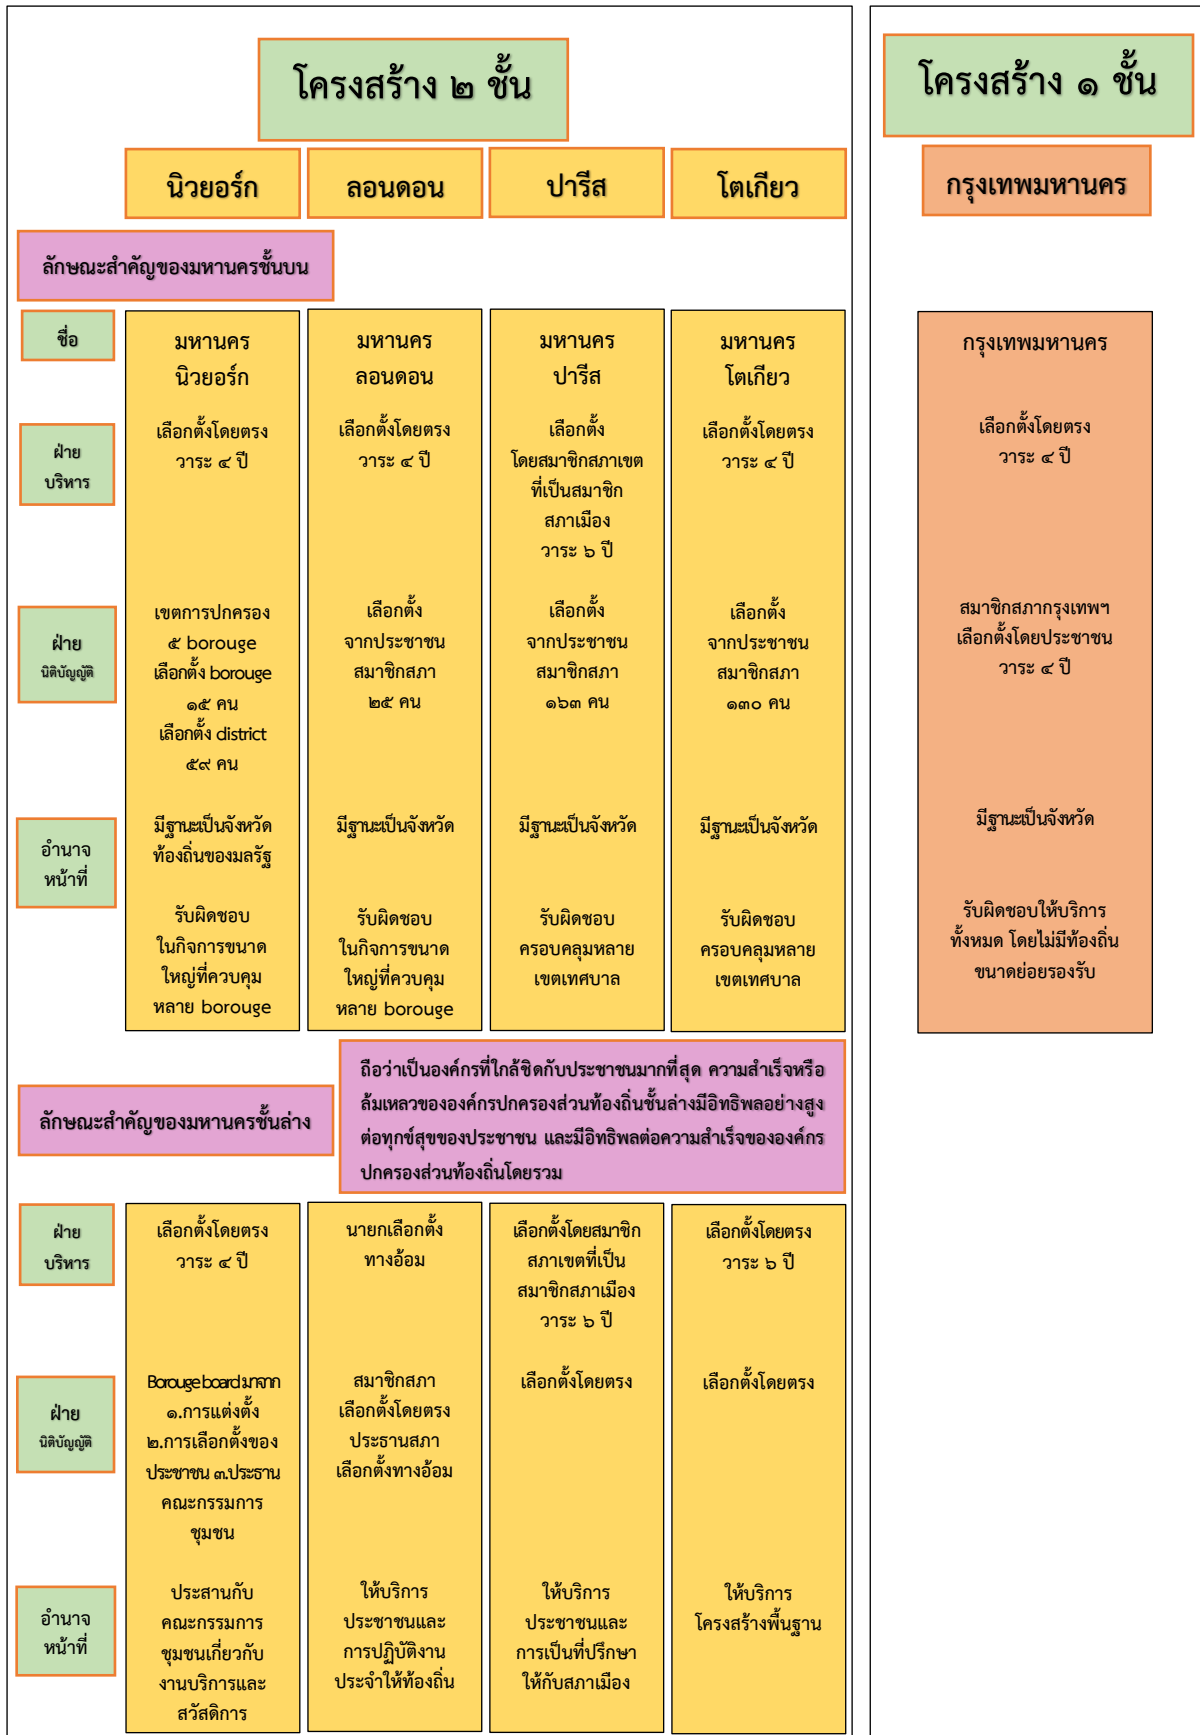 โครงสร้าง ๒ ชั้น
โครงสร้าง ๑ ชั้น
นิวยอร์ก
ลอนดอน
ปารีส
โตเกียว
กรุงเทพมหานคร
ลักษณะสำคัญของมหานครชั้นบน
ชื่อ
มหานคร
นิวยอร์ก
มหานคร
ลอนดอน
มหานคร
ปารีส
มหานคร
โตเกียว
กรุงเทพมหานคร
ฝ่าย
บริหาร
เลือกตั้งโดยตรง
วาระ ๔ ปี
เลือกตั้งโดยตรง
วาระ ๔ ปี
เลือกตั้ง
โดยสมาชิกสภาเขต
ที่เป็นสมาชิก
สภาเมือง
วาระ ๖ ปี
เลือกตั้งโดยตรง
วาระ ๔ ปี
เลือกตั้งโดยตรง
วาระ ๔ ปี
ฝ่าย
นิติบัญญัติ
เขตการปกครอง
๕ borouge
เลือกตั้ง borouge
๑๕ คน
เลือกตั้ง district
๕๙ คน
เลือกตั้ง
จากประชาชน
สมาชิกสภา
๒๕ คน
เลือกตั้ง
จากประชาชน
สมาชิกสภา
๑๖๓ คน
เลือกตั้ง
จากประชาชน
สมาชิกสภา
๑๓๐ คน
สมาชิกสภากรุงเทพฯ
เลือกตั้งโดยประชาชน
วาระ ๔ ปี
อำนาจ
หน้าที่
มีฐานะเป็นจังหวัด
ท้องถิ่นของมลรัฐ
รับผิดชอบ
ในกิจการขนาด
ใหญ่ที่ควบคุม
หลาย borouge
มีฐานะเป็นจังหวัด
รับผิดชอบ
ในกิจการขนาด
ใหญ่ที่ควบคุม
หลาย borouge
มีฐานะเป็นจังหวัด
รับผิดชอบ
ครอบคลุมหลาย
เขตเทศบาล
มีฐานะเป็นจังหวัด
รับผิดชอบ
ครอบคลุมหลาย
เขตเทศบาล
มีฐานะเป็นจังหวัด
รับผิดชอบให้บริการ
ทั้งหมด โดยไม่มีท้องถิ่น
ขนาดย่อยรองรับ
ลักษณะสำคัญของมหานครชั้นล่าง
ถือว่าเป็นองค์กรที่ใกล้ชิดกับประชาชนมากที่สุด ความสำเร็จหรือ
ล้มเหลวขององค์กรปกครองส่วนท้องถิ่นชั้นล่างมีอิทธิพลอย่างสูง
ต่อทุกข์สุขของประชาชน และมีอิทธิพลต่อความสำเร็จขององค์กร
ปกครองส่วนท้องถิ่นโดยรวม
ฝ่าย
บริหาร
เลือกตั้งโดยตรง
วาระ ๔ ปี
นายกเลือกตั้ง
ทางอ้อม
เลือกตั้งโดยสมาชิก
สภาเขตที่เป็น
สมาชิกสภาเมือง
วาระ ๖ ปี
เลือกตั้งโดยตรง
วาระ ๖ ปี
ฝ่าย
นิติบัญญัติ
Borouge board มาจาก
๑.การแต่งตั้ง
๒.การเลือกตั้งของ
ประชาชน ๓.ประธาน
คณะกรรมการ
ชุมชน
สมาชิกสภา
เลือกตั้งโดยตรง
ประธานสภา
เลือกตั้งทางอ้อม
เลือกตั้งโดยตรง
เลือกตั้งโดยตรง
อำนาจ
หน้าที่
ประสานกับ
คณะกรรมการ
ชุมชนเกี่ยวกับ
งานบริการและ
สวัสดิการ
ให้บริการ
ประชาชนและ
การปฏิบัติงาน
ประจำให้ท้องถิ่น
ให้บริการ
ประชาชนและ
การเป็นที่ปรึกษา
ให้กับสภาเมือง
ให้บริการ
โครงสร้างพื้นฐาน